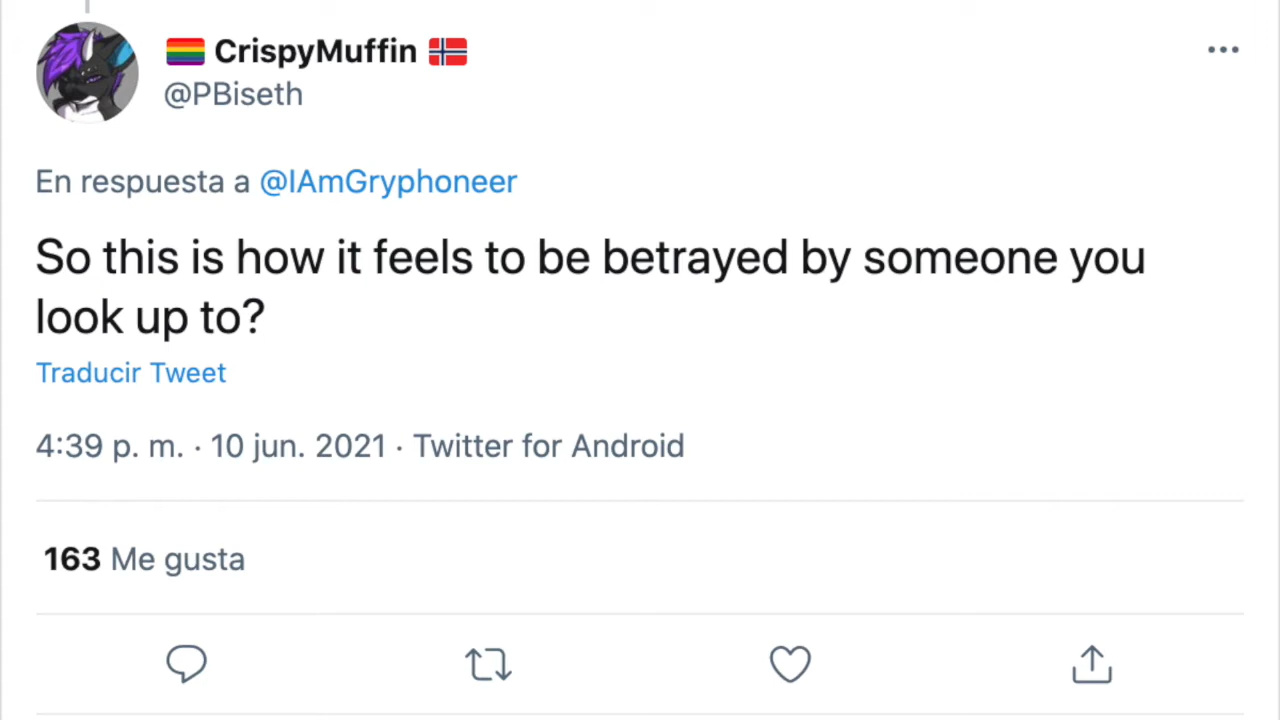 CrispyMuffin
@PBiseth
En respuesta a @IAmGryphoneer
So this is how it feels to be betrayed by someone you
look up to?
Traducir Tweet
4:39 p. m. · 10 jun. 2021 · Twitter for Android
163 Me gusta